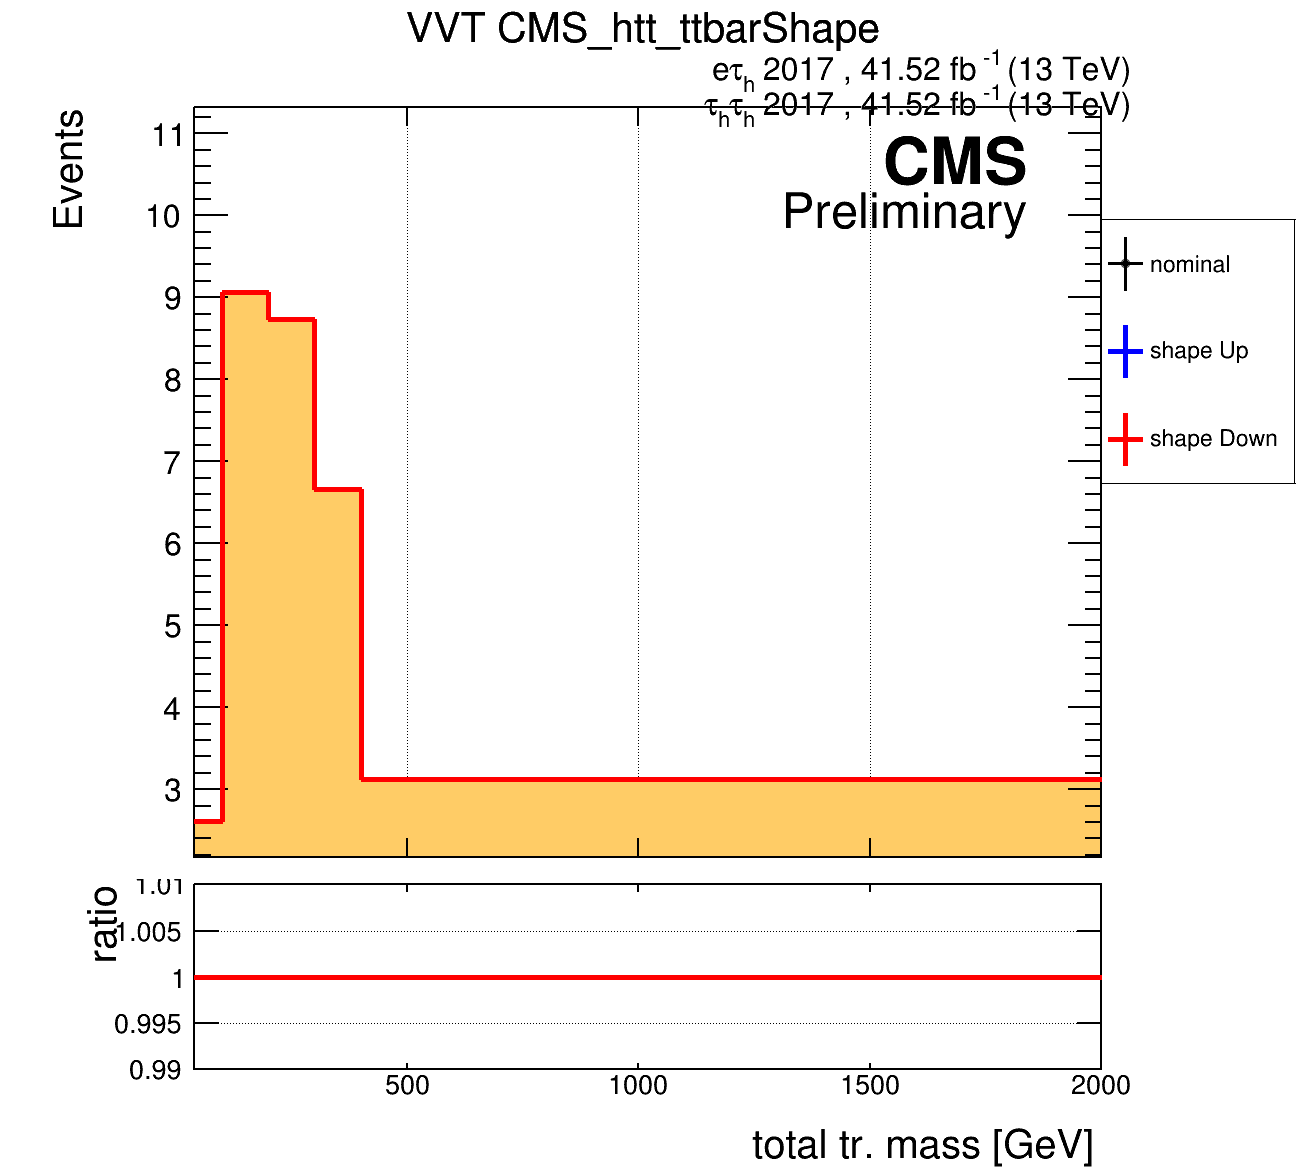 VVT CMS_htt_ttbarShape
eτh 2017 , 41.52 fb-1 (13 TeV)
τhτh 2017 , 41.52 fb-1 (13 TeV)
CMS
Preliminary
Events
11
10
9
8
7
6
5
4
3
nominal
shape Up
shape Down
ratio
1.01
1.005
1
0.995
0.99
500 1000 1500 2000
total tr. mass [GeV]